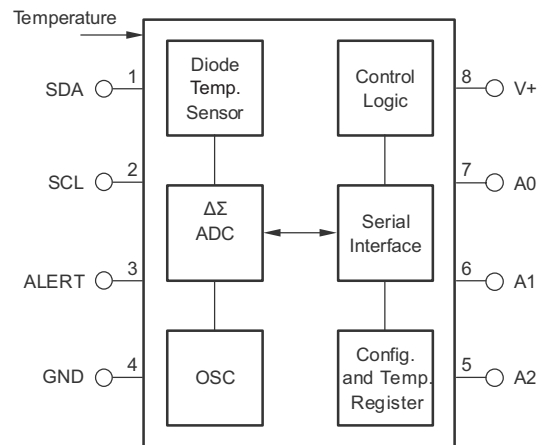 Temperature
SDA
1
Diode
Temp.
Sensor
Control
Logic
8
V+
SCL
2
ΔΣ
ADC
Serial
Interface
7
A0
ALERT
3
6
A1
GND
4
OSC
Config.
and Temp.
Register
5
A2